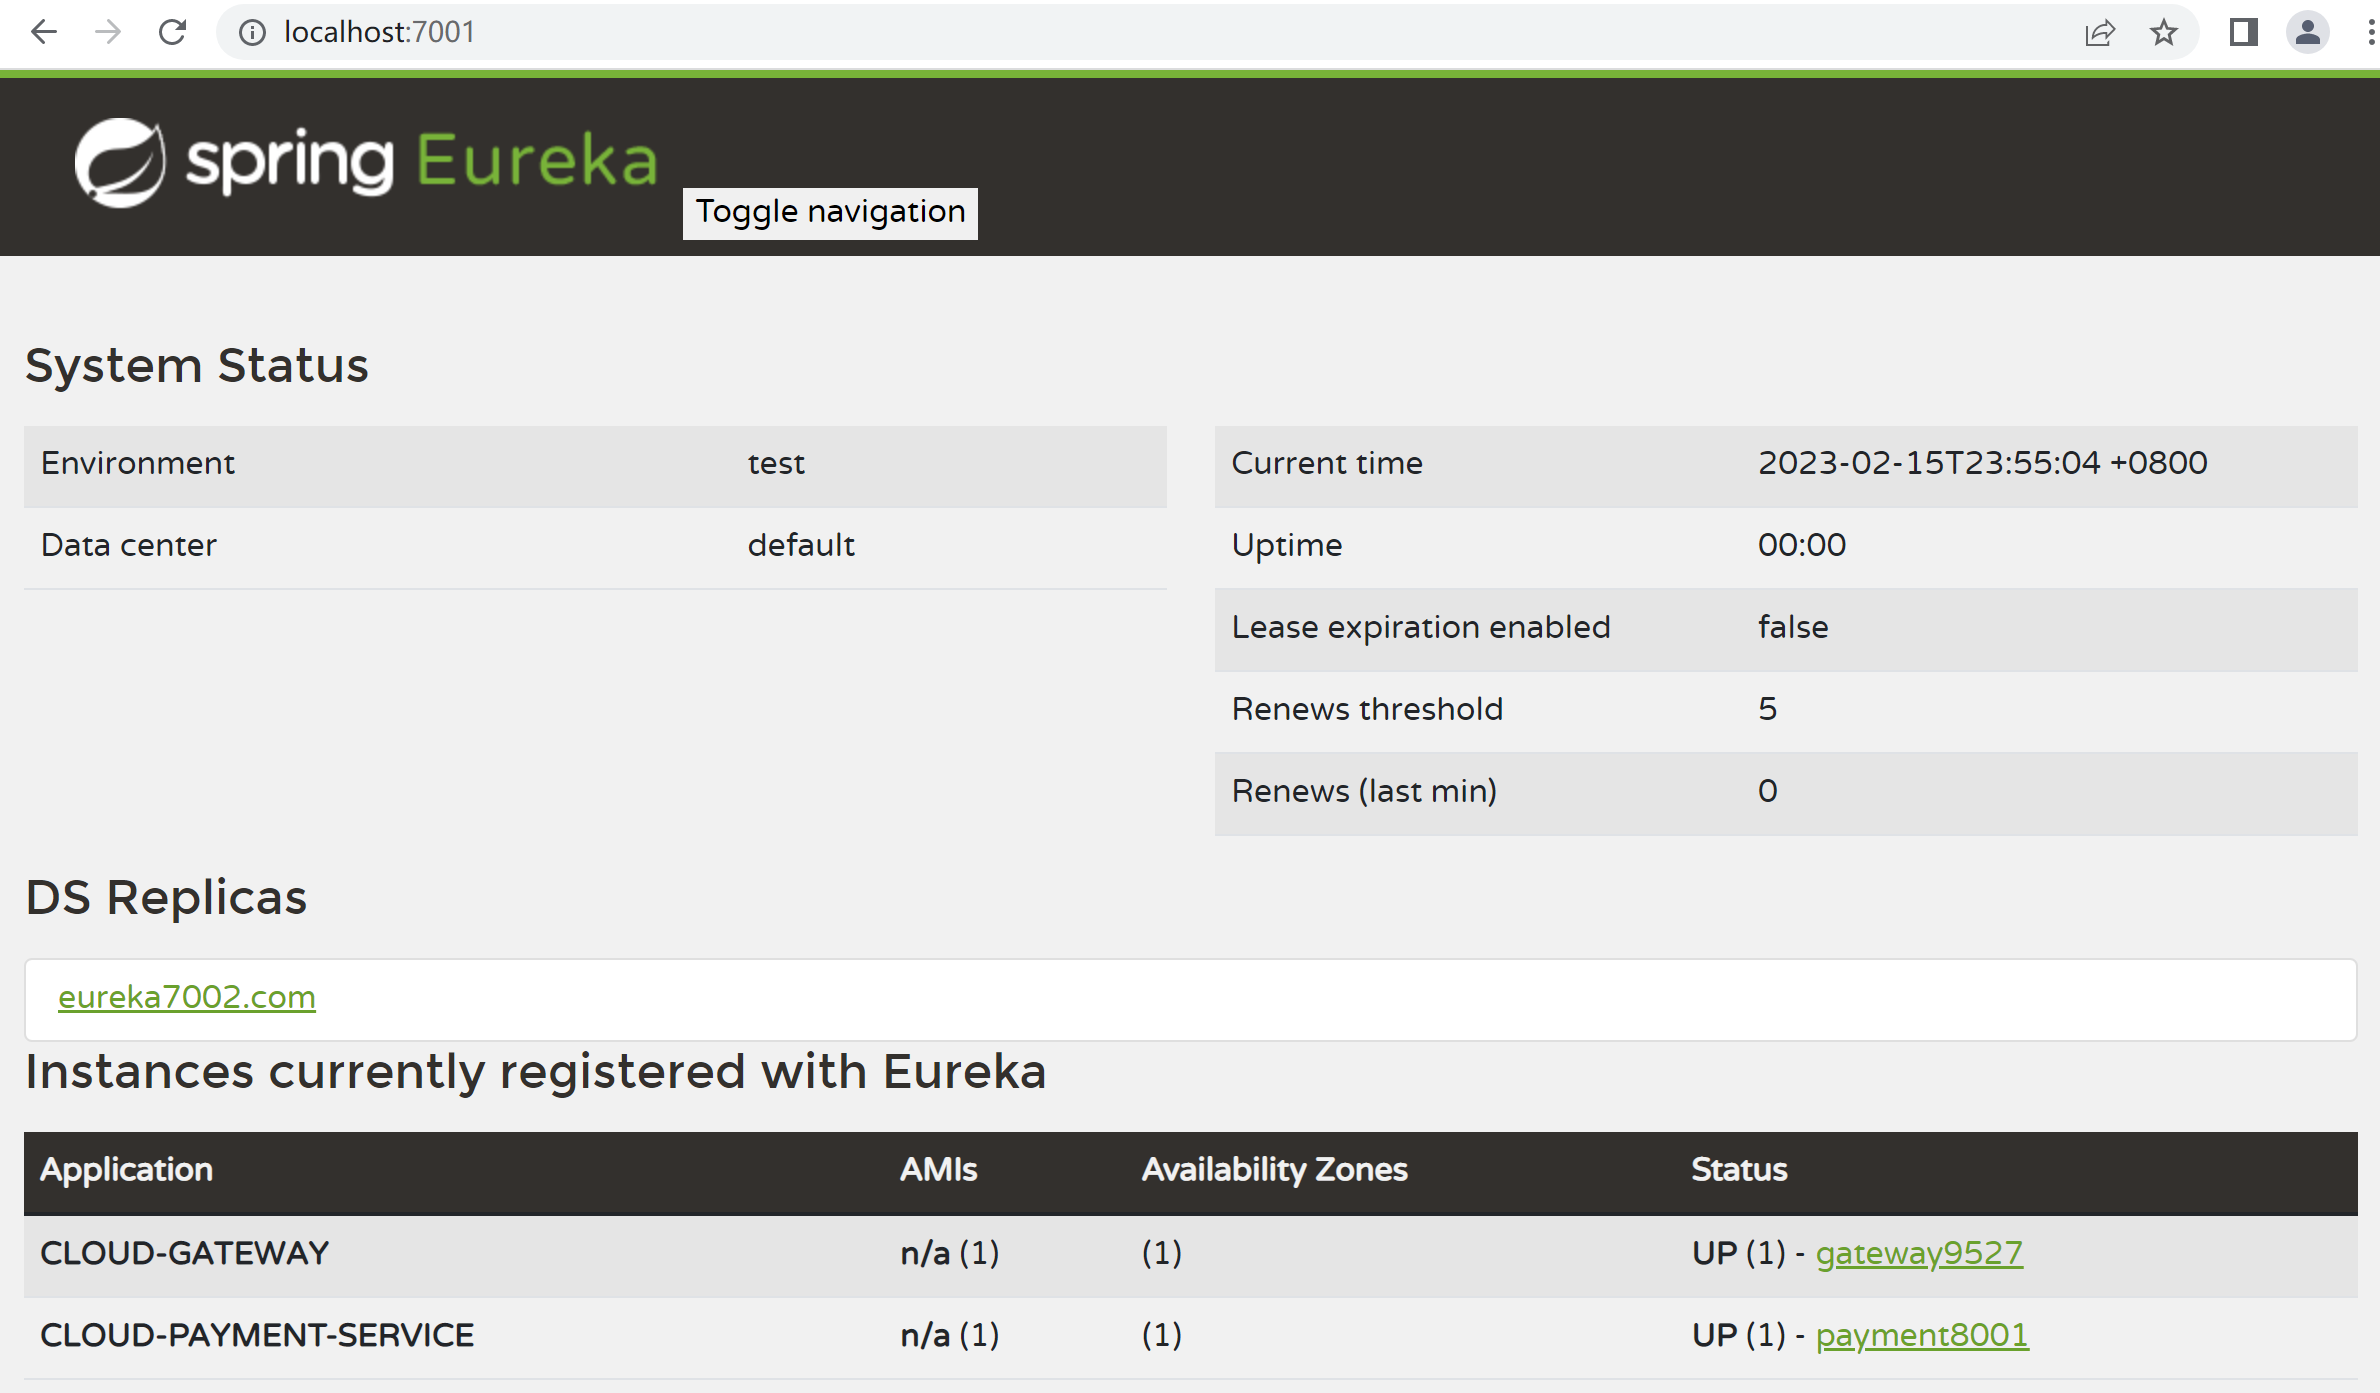 localhost:7001
spring Eureka
Toggle navigation
System Status
Environment test
Data center default
Current time 2023-02-15T23:55:04 +0800
Uptime 00:00
Lease expiration enabled false
Renews threshold 5
Renews (last min) 0
DS Replicas
eureka7002.com
Instances currently registered with Eureka
Application AMIs Availability Zones Status
CLOUD-GATEWAY n/a (1) (1) UP (1) - gateway9527
CLOUD-PAYMENT-SERVICE n/a (1) (1) UP (1) - payment8001